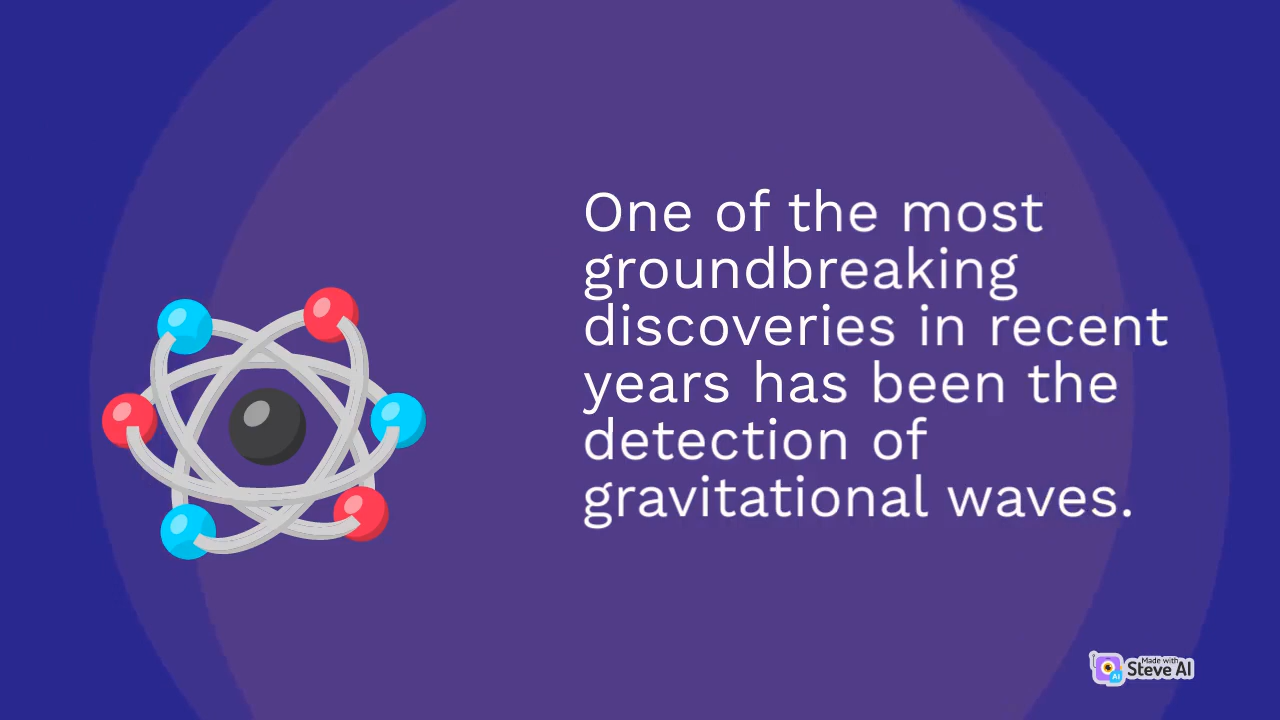 One of the most
groundbreaking
discoveries in recent
years has been the
detection of
gravitational waves.
Made with
Steve AI
AI